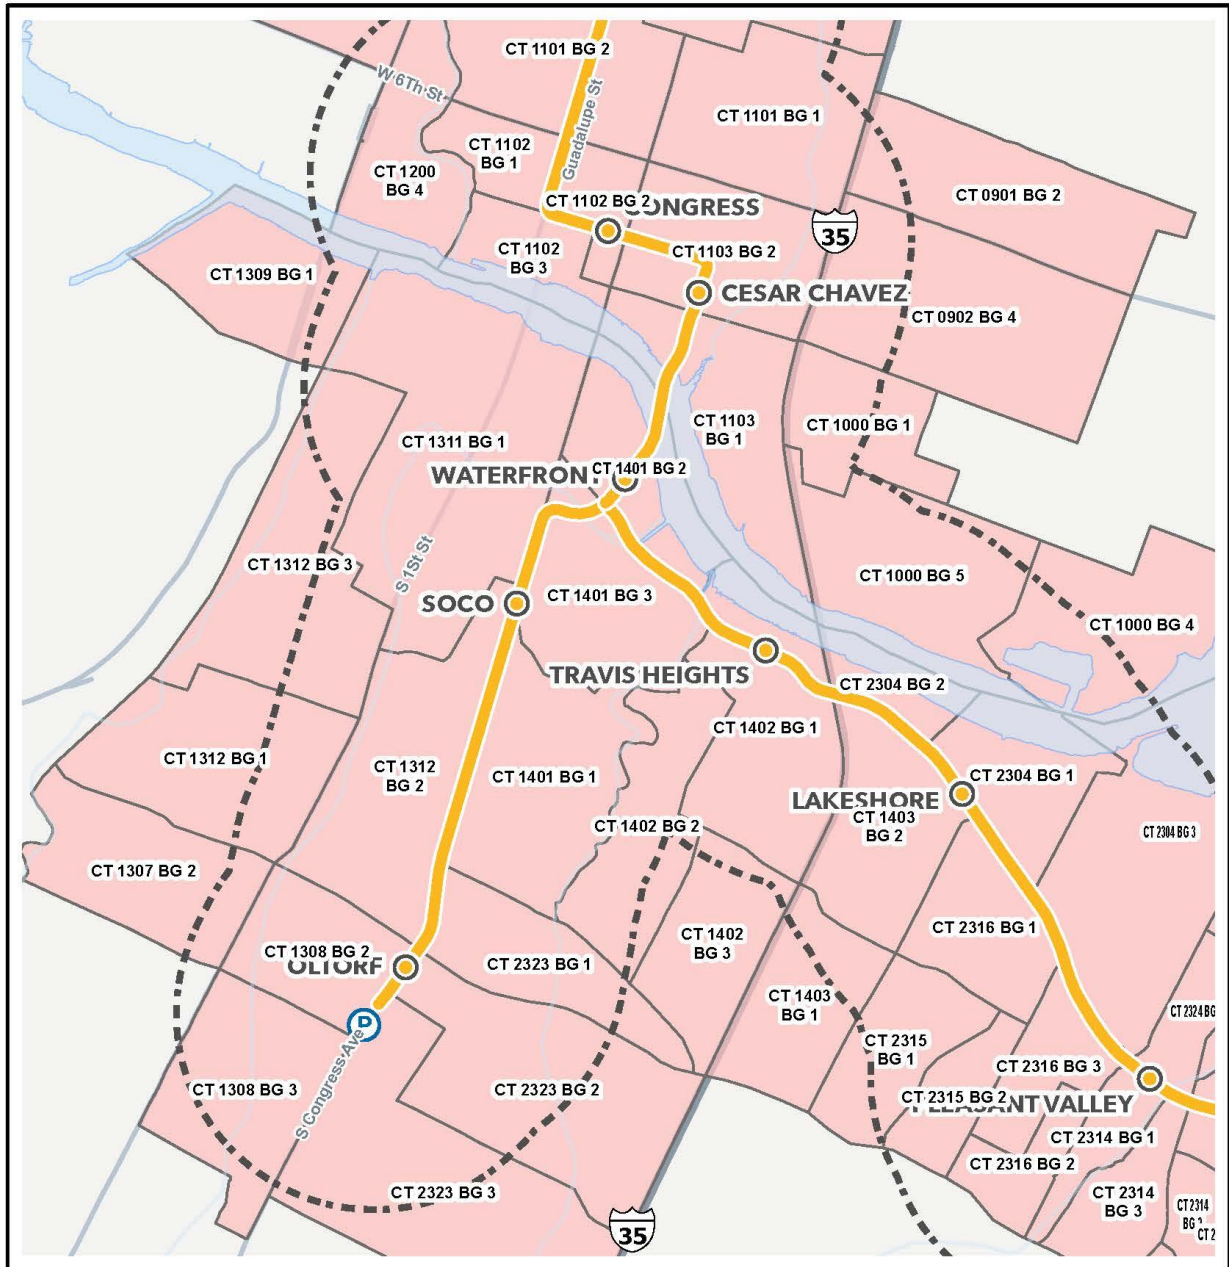 CT 1101 BG 2
W 6Th St
Guadalupe St
CT 1101 BG 1
CT 1102
BG 1
CT 1200
BG 4
CT 0901 BG 2
CT 1102 BG 2
CONGRESS
35
CT 1102
BG 3
CT 1103 BG 2
CT 1309 BG 1
CESAR CHAVEZ
CT 0902 BG 4
CT 1103
BG 1
CT 1000 BG 1
CT 1311 BG 1
WATERFRONT
CT 1401 BG 2
S 1St St
CT 1312 BG 3
CT 1000 BG 5
SOCO
CT 1401 BG 3
CT 1000 BG 4
TRAVIS HEIGHTS
CT 2304 BG 2
CT 1402 BG 1
CT 1312 BG 1
CT 1312
BG 2
CT 1401 BG 1
CT 2304 BG 1
LAKESHORE
CT 1403
BG 2
CT 1402 BG 2
CT 2304 BG 3
CT 1307 BG 2
CT 2316 BG 1
CT 1402
BG 3
CT 1308 BG 2
OLTORF
CT 2323 BG 1
CT 1403
BG 1
CT 2324 BG
P
S Congress Ave
CT 2315
BG 1
CT 2316 BG 3
CT 1308 BG 3
CT 2323 BG 2
CT 2315 BG 2
PLEASANT VALLEY
CT 2314 BG 1
CT 2316 BG 2
CT 2323 BG 3
CT 2314
BG 3
CT 2314
BG 2
35